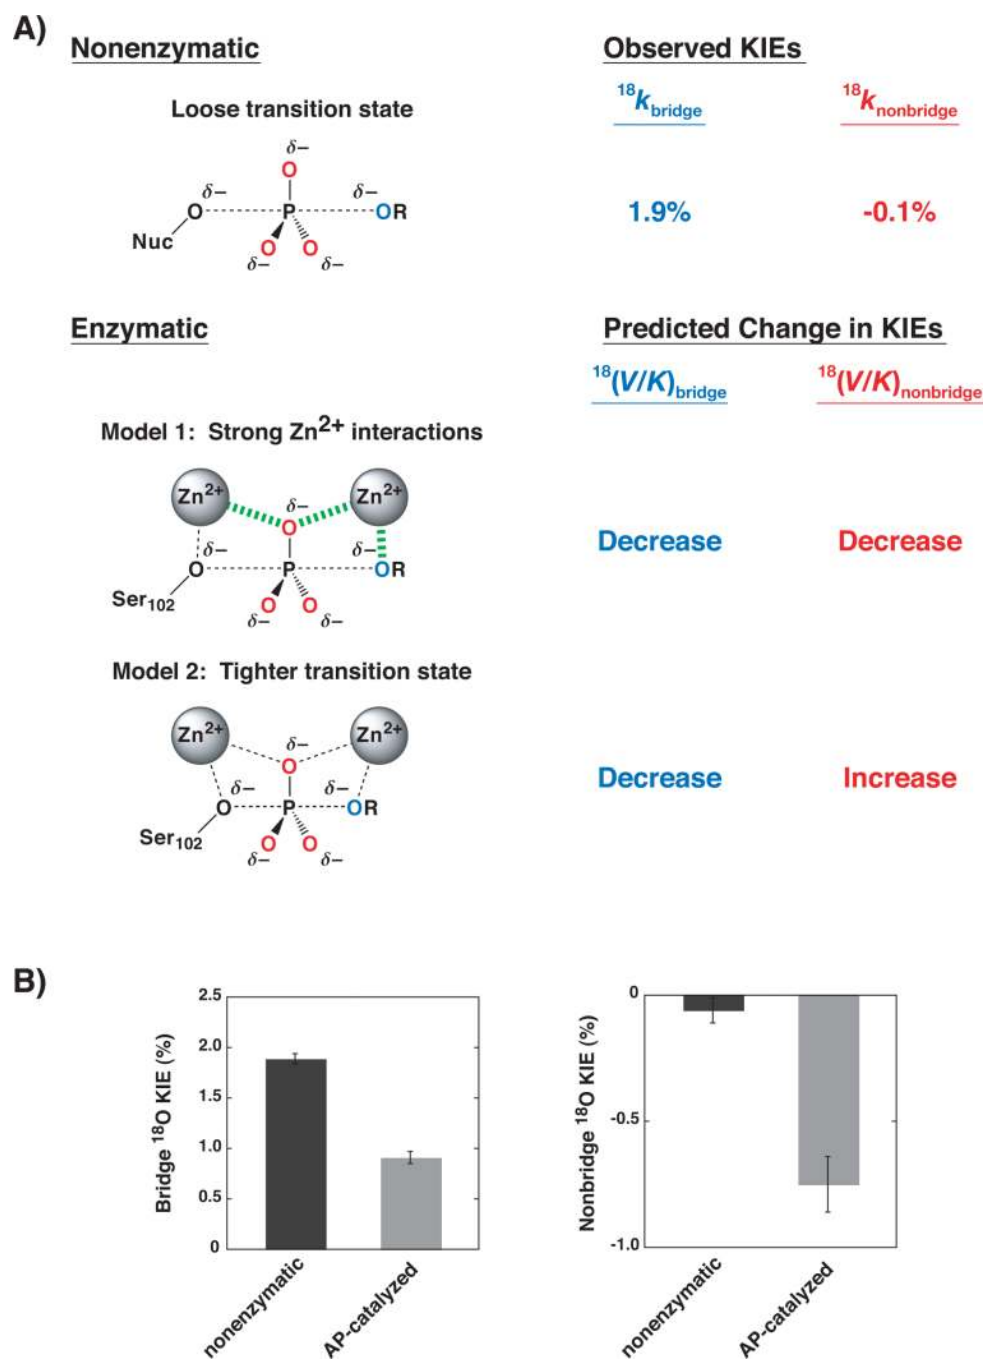 A)
Nonenzymatic
Observed KIEs
Loose transition state
18kbridge
18knonbridge
δ–
O
δ–
δ–
O
P
OR
Nuc
O
O
δ–
δ–
1.9%
-0.1%
Enzymatic
Predicted Change in KIEs
18(V/K)bridge
18(V/K)nonbridge
Model 1: Strong Zn2+ interactions
Zn2+
Zn2+
δ–
O
δ–
δ–
O
P
OR
Ser102
O
O
δ–
δ–
Decrease
Decrease
Model 2: Tighter transition state
Zn2+
Zn2+
δ–
O
δ–
δ–
O
P
OR
Ser102
O
O
δ–
δ–
Decrease
Increase
B)
Bridge 18O KIE (%)
2.5
2.0
1.5
1.0
0.5
0
nonenzymatic
AP-catalyzed
Nonbridge 18O KIE (%)
0
-0.5
-1.0
nonenzymatic
AP-catalyzed